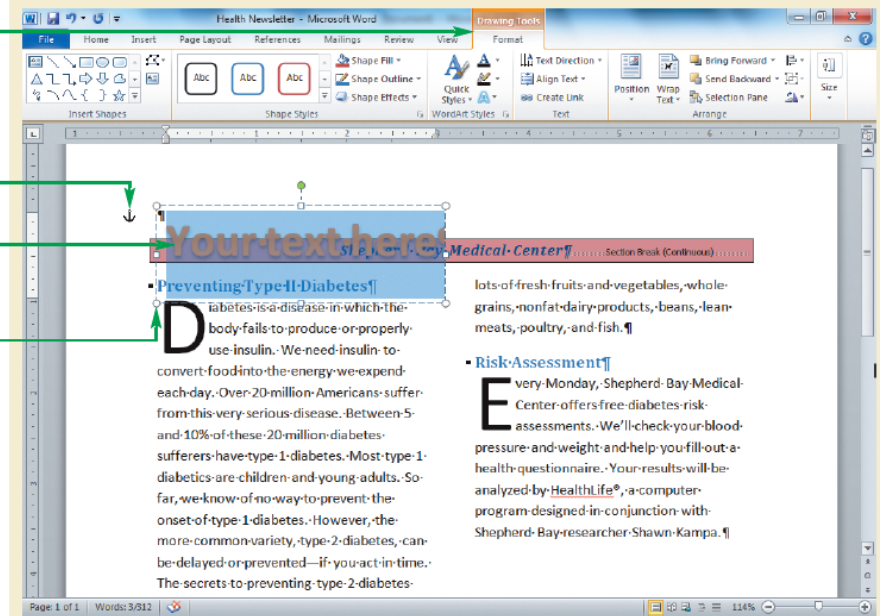 Health Newsletter - Microsoft Word
Drawing Tools
File Home Insert Page Layout References Mailings Review View Format
Abc Abc Abc
Shape Fill
Shape Outline
Shape Effects
Quick Styles
Text Direction
Align Text
Create Link
Position
Wrap Text
Bring Forward
Send Backward
Selection Pane
Size
Insert Shapes Shape Styles WordArt Styles Text Arrange
1 1 2 5 6 7
¶
Your·text·here
Medical·Center¶ Section Break (Continuous)
Preventing·Type·II·Diabetes¶
Diabetes·is·a·disease·in·which·the·
body·fails·to·produce·or·properly·
use·insulin.·We·need·insulin·to·
convert·food·into·the·energy·we·expend·
each·day.·Over·20·million·Americans·suffer·
from·this·very·serious·disease.·Between·5·
and·10%·of·these·20·million·diabetes·
sufferers·have·type·1·diabetes.·Most·type·1·
diabetics·are·children·and·young·adults.·So·
far,·we·know·of·no·way·to·prevent·the·
onset·of·type·1·diabetes.·However,·the·
more·common·variety,·type·2·diabetes,·can·
be·delayed·or·prevented—if·you·act·in·time.·
The·secrets·to·preventing·type·2·diabetes·
lots·of·fresh·fruits·and·vegetables,·whole·
grains,·nonfat·dairy·products,·beans,·lean·
meats,·poultry,·and·fish.¶
Risk·Assessment¶
Every·Monday,·Shepherd·Bay·Medical·
Center·offers·free·diabetes·risk·
assessments.·We'll·check·your·blood·
pressure·and·weight·and·help·you·fill·out·a·
health·questionnaire.·Your·results·will·be·
analyzed·by·HealthLife®,·a·computer·
program·designed·in·conjunction·with·
Shepherd·Bay·researcher·Shawn·Kampa.¶
Page: 1 of 1 Words: 3/312 114%